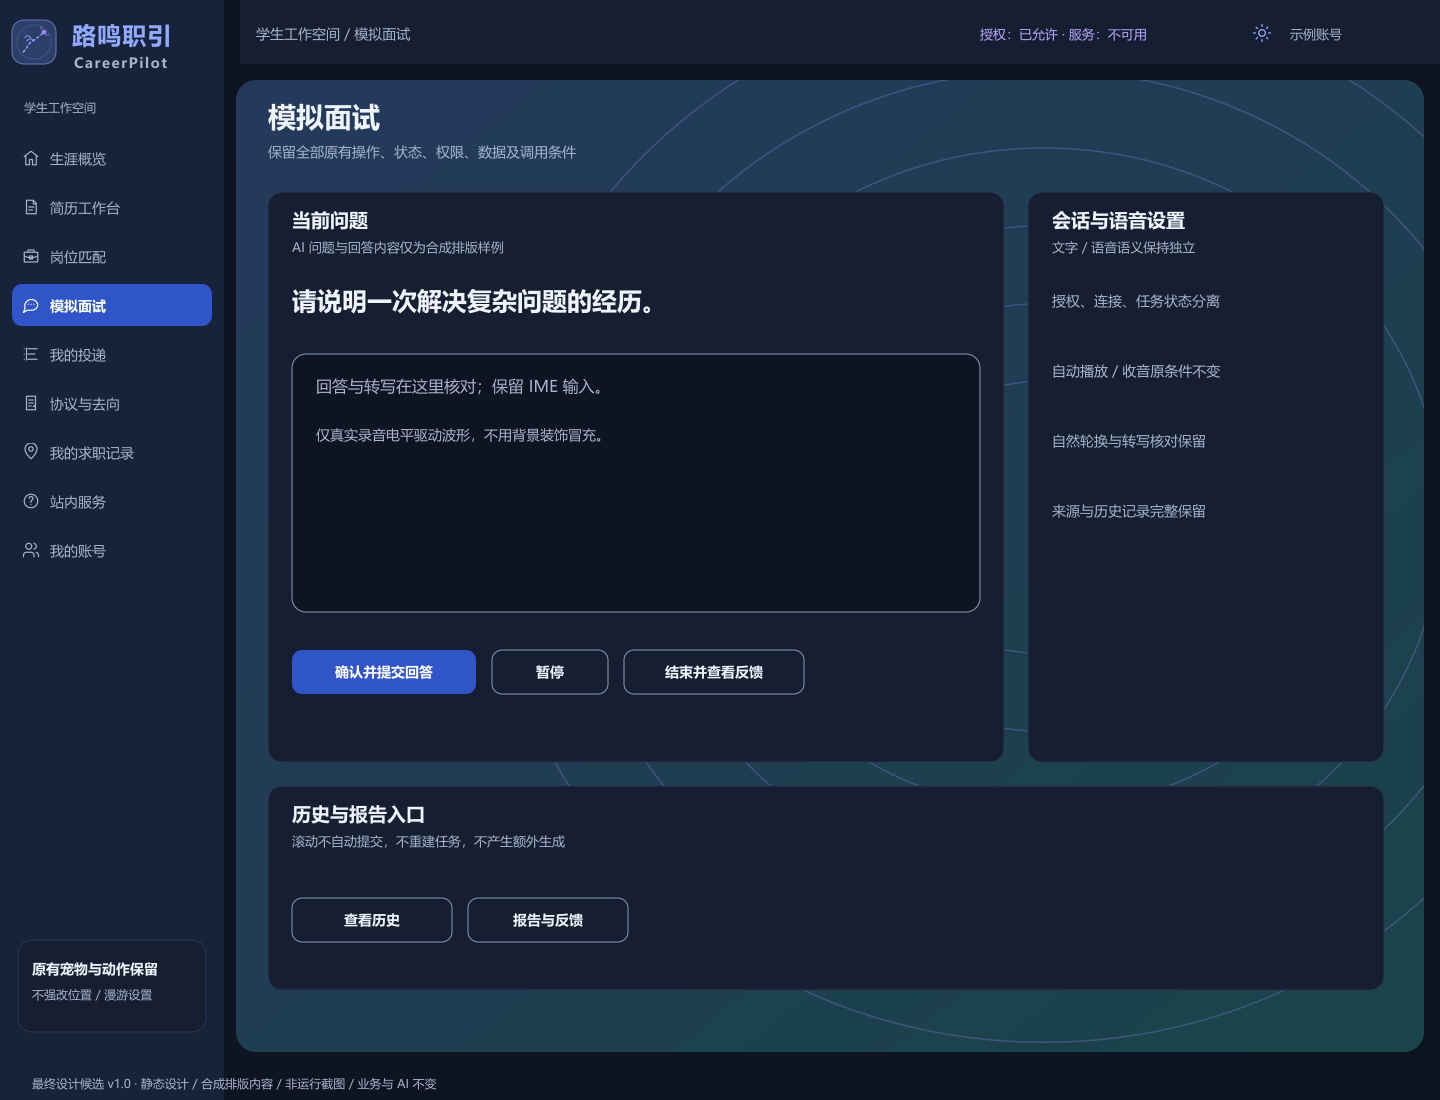 路鸣职引
CareerPilot
学生工作空间
生涯概览
简历工作台
岗位匹配
模拟面试
我的投递
协议与去向
我的求职记录
站内服务
我的账号
原有宠物与动作保留
不强改位置 / 漫游设置
学生工作空间 / 模拟面试
授权：已允许 · 服务：不可用
示例账号
模拟面试
保留全部原有操作、状态、权限、数据及调用条件
当前问题
AI 问题与回答内容仅为合成排版样例
请说明一次解决复杂问题的经历。
回答与转写在这里核对；保留 IME 输入。
仅真实录音电平驱动波形，不用背景装饰冒充。
确认并提交回答
暂停
结束并查看反馈
会话与语音设置
文字 / 语音语义保持独立
授权、连接、任务状态分离
自动播放 / 收音原条件不变
自然轮换与转写核对保留
来源与历史记录完整保留
历史与报告入口
滚动不自动提交，不重建任务，不产生额外生成
查看历史
报告与反馈
最终设计候选 v1.0 · 静态设计 / 合成排版内容 / 非运行截图 / 业务与 AI 不变